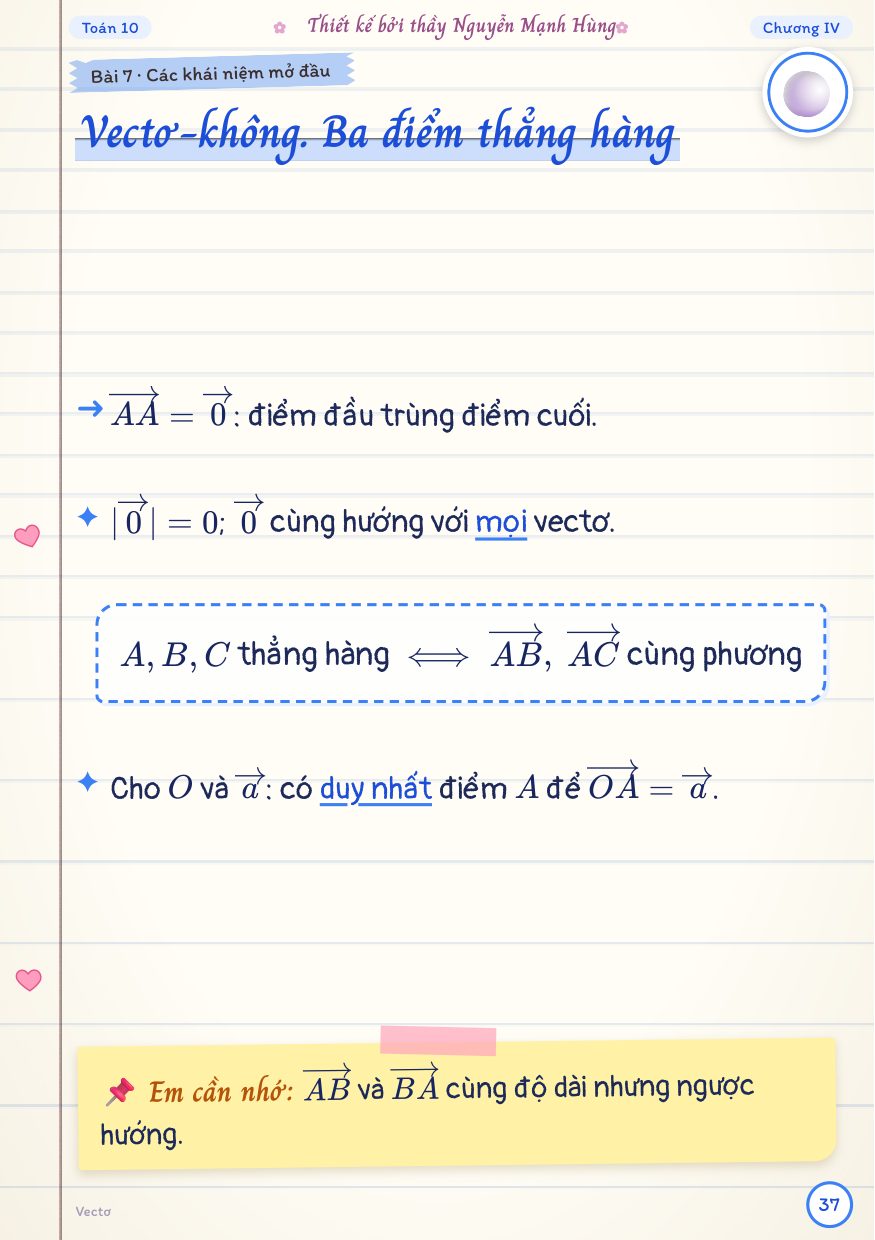 Toán 10
Thiết kế bởi thầy Nguyễn Mạnh Hùng
Chương IV
Bài 7 · Các khái niệm mở đầu
Vectơ-không. Ba điểm thẳng hàng
→ $\overrightarrow{AA} = \overrightarrow{0}$: điểm đầu trùng điểm cuối.
✦ $|\overrightarrow{0}| = 0$; $\overrightarrow{0}$ cùng hướng với mọi vectơ.
$A, B, C$ thẳng hàng $\Longleftrightarrow$ $\overrightarrow{AB}$, $\overrightarrow{AC}$ cùng phương
✦ Cho $O$ và $\overrightarrow{a}$: có duy nhất điểm $A$ để $\overrightarrow{OA} = \overrightarrow{a}$.
📌 Em cần nhớ: $\overrightarrow{AB}$ và $\overrightarrow{BA}$ cùng độ dài nhưng ngược
hướng.
Vectơ
37